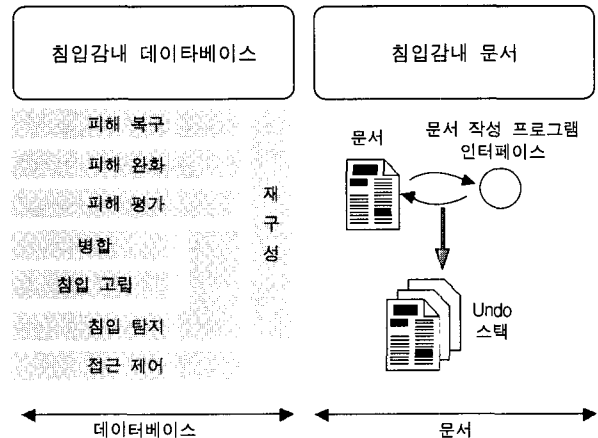 침입감내 데이타베이스
피해 복구
피해 완화
피해 평가
병합
침입 고립
침입 탐지
접근 제어
재
구
성
데이터베이스
침입감내 문서
문서
문서 작성 프로그램
인터페이스
Undo
스택
문서